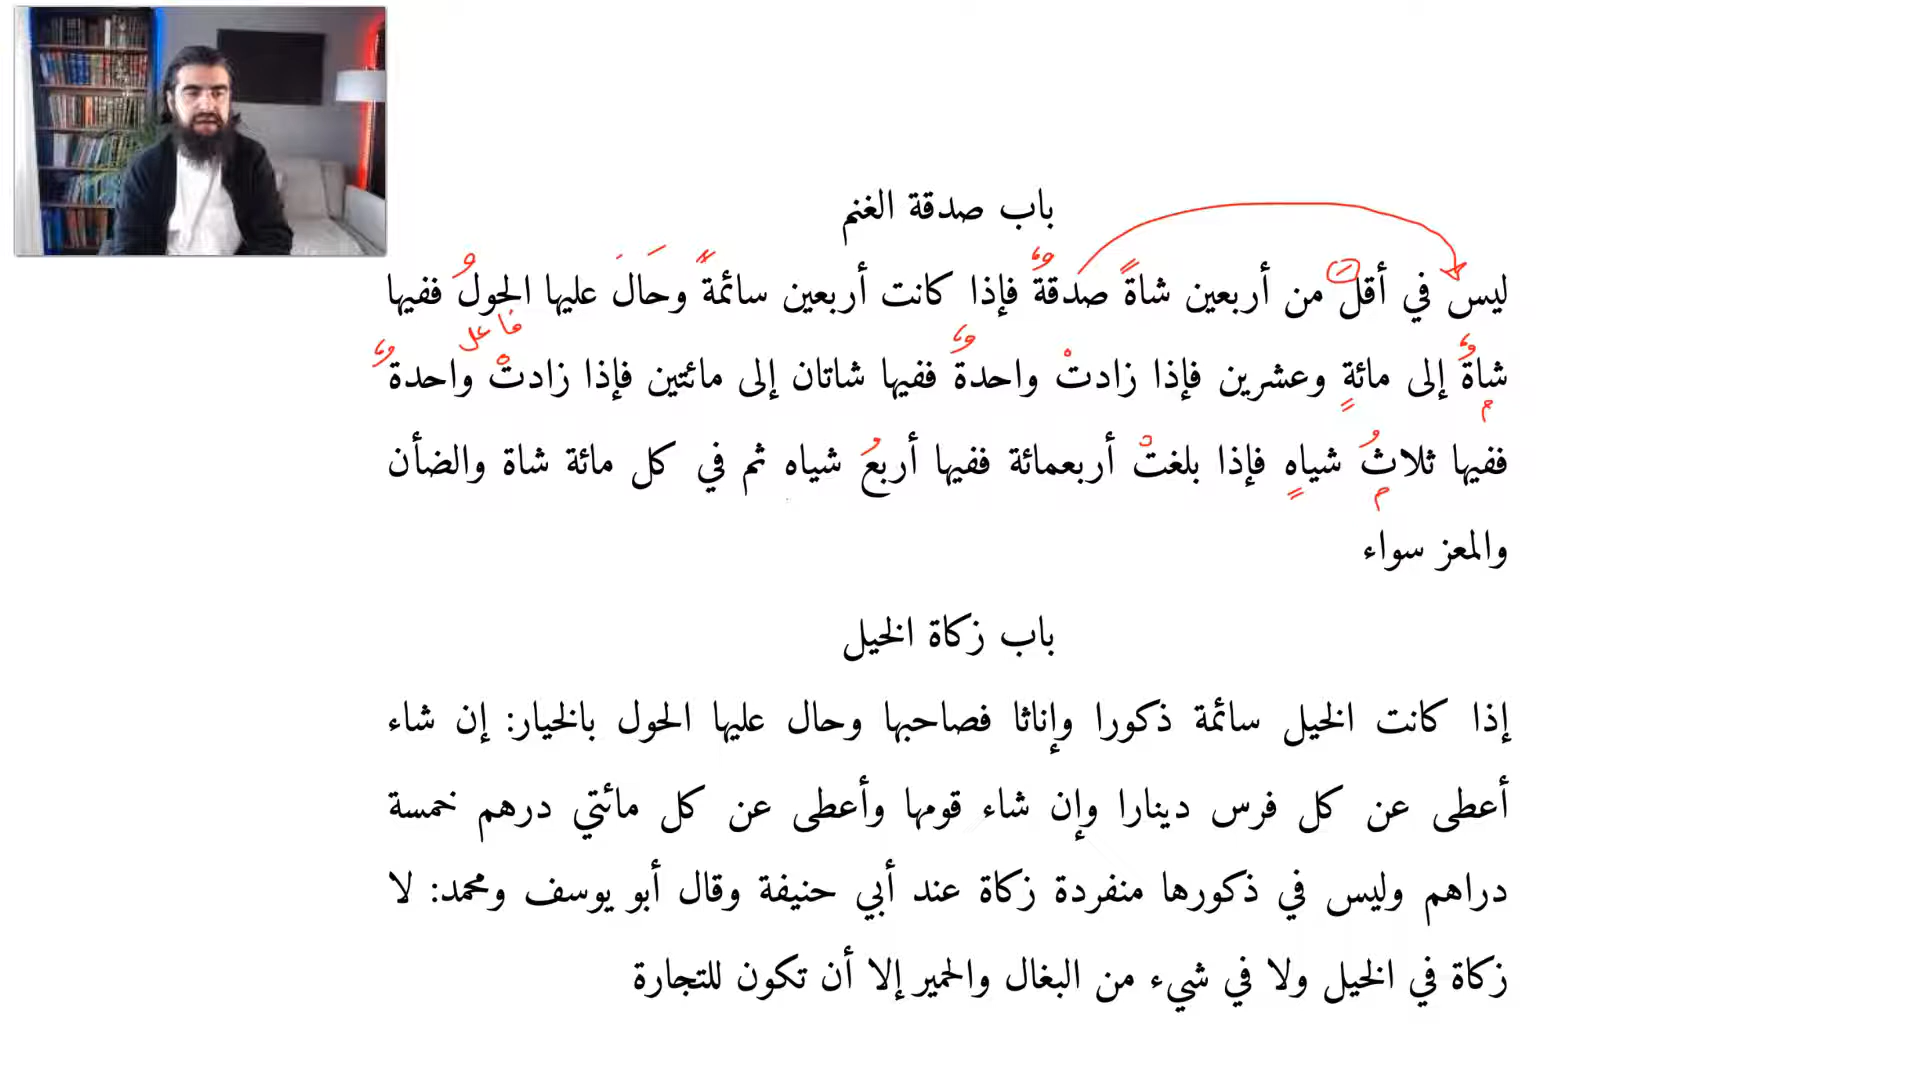 باب صدقة الغنم
ليس في أقلَ من أربعين شاةً صدقةٌ فإذا كانت أربعين سائمةً وحَالَ عليها الحولُ ففيها
فاعل
شاةٌ إلى مائةٍ وعشرين فإذا زادتْ واحدةٌ ففيها شاتان إلى مائتين فإذا زادتْ واحدةٌ
م
ففيها ثلاثُ شياهٍ فإذا بلغتْ أربعمائة ففيها أربعُ شياه ثم في كل مائة شاة والضأن
م
والمعز سواء
باب زكاة الخيل
إذا كانت الخيل سائمة ذكورا وإناثا فصاحبها وحال عليها الحول بالخيار: إن شاء
أعطى عن كل فرس دينارا وإن شاء قومها وأعطى عن كل مائتي درهم خمسة
دراهم وليس في ذكورها منفردة زكاة عند أبي حنيفة وقال أبو يوسف ومحمد: لا
زكاة في الخيل ولا في شيء من البغال والحمير إلا أن تكون للتجارة